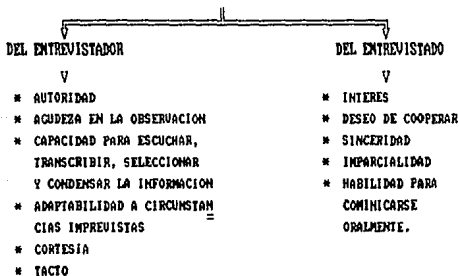 DEL ENTREVISTADOR
* AUTORIDAD
* AGUDEZA EN LA OBSERVACION
* CAPACIDAD PARA ESCUCHAR,
TRANSCRIBIR, SELECCIONAR
Y CONDENSAR LA INFORMACION
* ADAPTABILIDAD A CIRCUNSTAN
CIAS IMPREVISTAS
* CORTESIA
* TACTO
DEL ENTREVISTADO
* INTERES
* DESEO DE COOPERAR
* SINCERIDAD
* IMPARCIALIDAD
* HABILIDAD PARA
COMINICARSE
ORALMENTE.